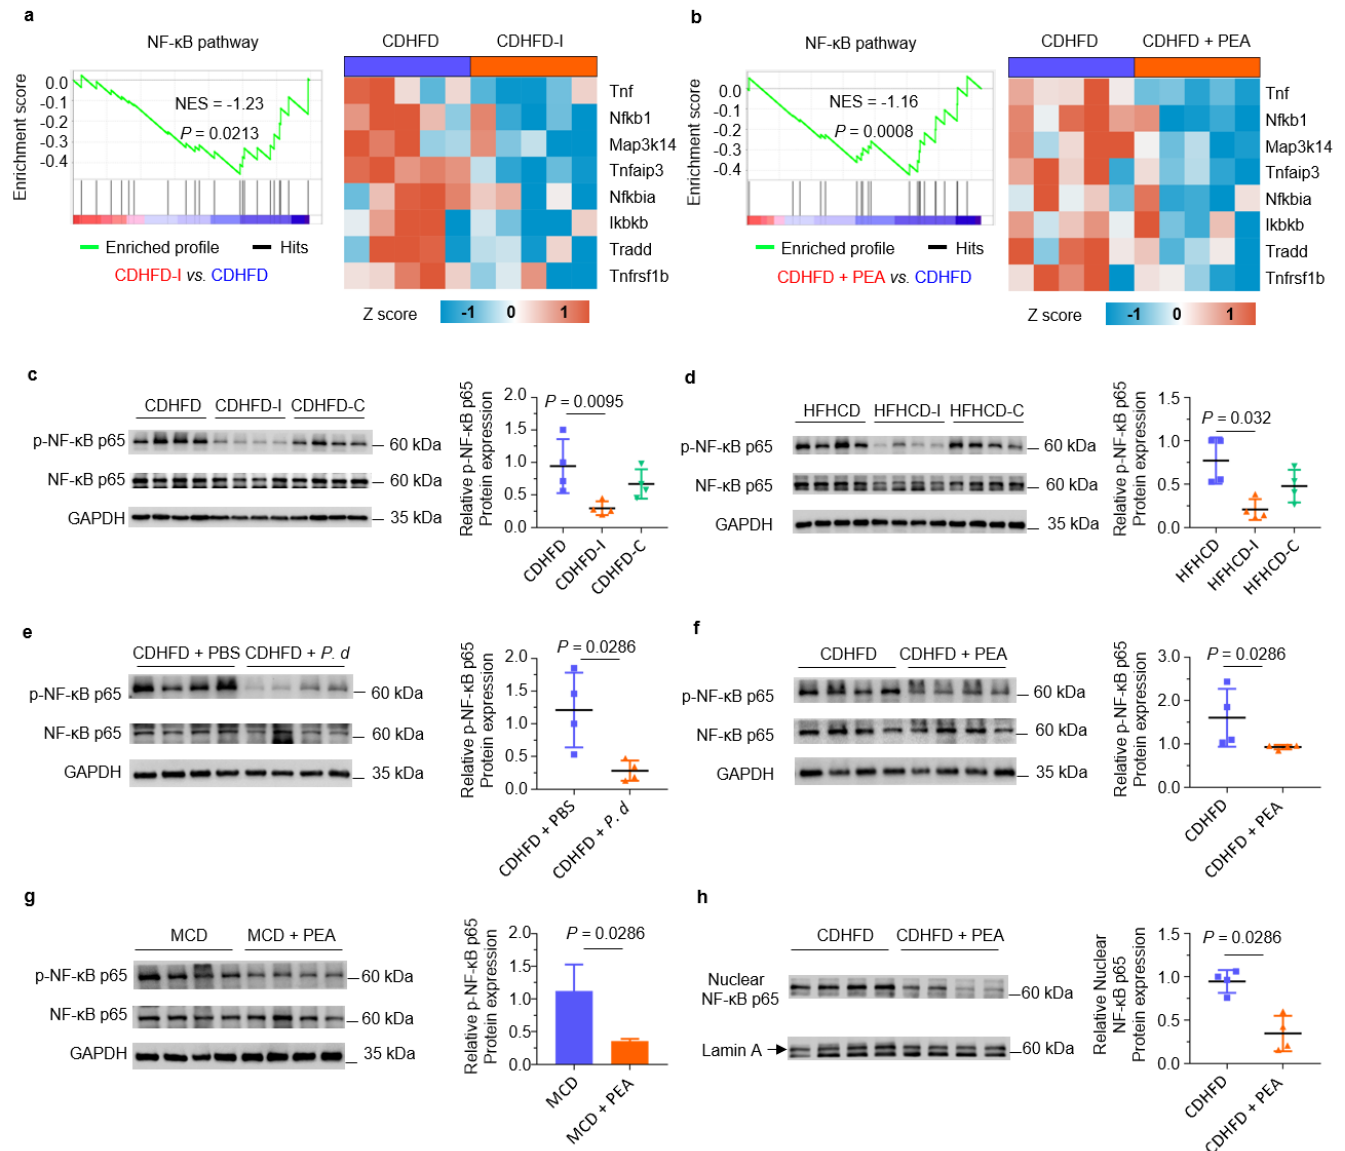 a
NF-κB pathway
CDHFD
CDHFD-I
Enrichment score
0.0
-0.1
-0.2
-0.3
-0.4
NES = -1.23
P = 0.0213
Tnf
Nfkb1
Map3k14
Tnfaip3
Nfkbia
Ikbkb
Tradd
Tnfrsf1b
Enriched profile
Hits
CDHFD-I vs. CDHFD
Z score
-1 0 1
b
NF-κB pathway
CDHFD
CDHFD + PEA
Enrichment score
0.0
-0.1
-0.2
-0.3
-0.4
NES = -1.16
P = 0.0008
Tnf
Nfkb1
Map3k14
Tnfaip3
Nfkbia
Ikbkb
Tradd
Tnfrsf1b
Enriched profile
Hits
CDHFD + PEA vs. CDHFD
Z score
-1 0 1
c
CDHFD CDHFD-I CDHFD-C
p-NF-κB p65
60 kDa
NF-κB p65
60 kDa
GAPDH
35 kDa
Relative p-NF-κB p65
Protein expression
2.0
1.5
1.0
0.5
0.0
P = 0.0095
CDHFD
CDHFD-I
CDHFD-C
d
HFHCD HFHCD-I HFHCD-C
p-NF-κB p65
60 kDa
NF-κB p65
60 kDa
GAPDH
35 kDa
Relative p-NF-κB p65
Protein expression
1.5
1.0
0.5
0.0
P = 0.032
HFHCD
HFHCD-I
HFHCD-C
e
CDHFD + PBS CDHFD + P. d
p-NF-κB p65
60 kDa
NF-κB p65
60 kDa
GAPDH
35 kDa
Relative p-NF-κB p65
Protein expression
2.0
1.5
1.0
0.5
0.0
P = 0.0286
CDHFD + PBS
CDHFD + P. d
f
CDHFD CDHFD + PEA
p-NF-κB p65
60 kDa
NF-κB p65
60 kDa
GAPDH
35 kDa
Relative p-NF-κB p65
Protein expression
3.0
2.0
1.0
0.0
P = 0.0286
CDHFD
CDHFD + PEA
g
MCD MCD + PEA
p-NF-κB p65
60 kDa
NF-κB p65
60 kDa
GAPDH
35 kDa
Relative p-NF-κB p65
Protein expression
2.0
1.5
1.0
0.5
0.0
P = 0.0286
MCD
MCD + PEA
h
CDHFD CDHFD + PEA
Nuclear
NF-κB p65
60 kDa
Lamin A
60 kDa
Relative Nuclear
NF-κB p65
Protein expression
1.5
1.0
0.5
0.0
P = 0.0286
CDHFD
CDHFD + PEA